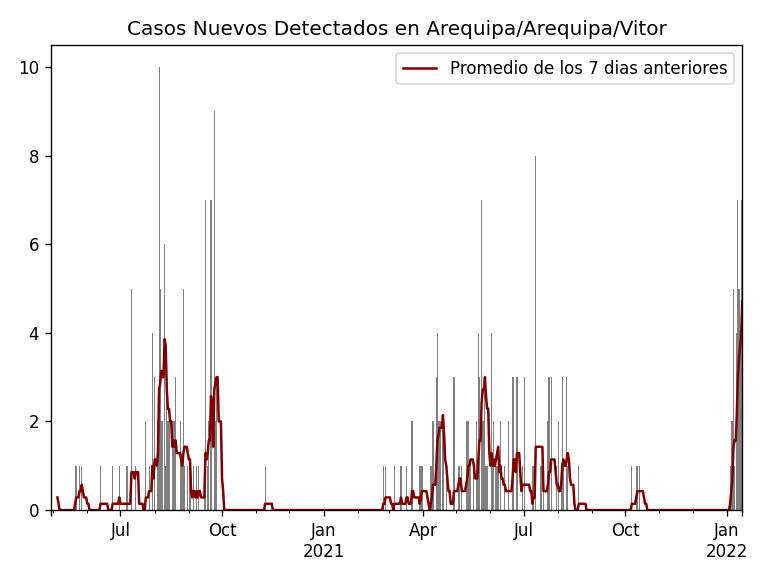 Casos Nuevos Detectados en Arequipa/Arequipa/Vitor
Promedio de los 7 dias anteriores
10
8
6
4
2
0
Jul
Oct
Jan
2021
Apr
Jul
Oct
Jan
2022